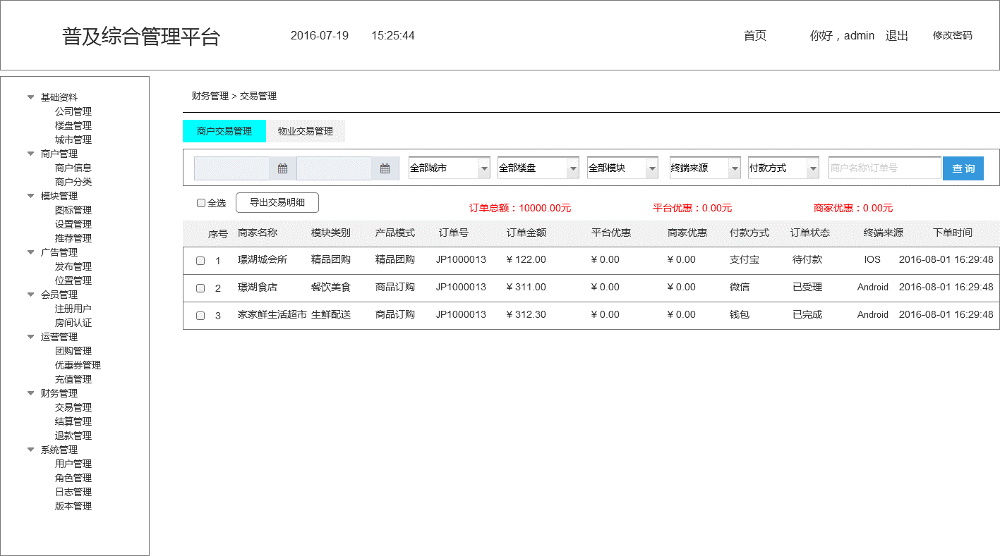 普及综合管理平台 2016-07-19 15:25:44 首页 你好，admin 退出 修改密码
基础资料
公司管理
楼盘管理
城市管理
商户管理
商户信息
商户分类
模块管理
图标管理
设置管理
推荐管理
广告管理
发布管理
位置管理
会员管理
注册用户
房间认证
运营管理
团购管理
优惠券管理
充值管理
财务管理
交易管理
结算管理
退款管理
系统管理
用户管理
角色管理
日志管理
版本管理
财务管理 > 交易管理
商户交易管理 物业交易管理
全部城市 全部楼盘 全部模块 终端来源 付款方式 商户名称\订单号 查 询
全选 导出交易明细 订单总额：10000.00元 平台优惠：0.00元 商家优惠：0.00元
序号 商家名称 模块类别 产品模式 订单号 订单金额 平台优惠 商家优惠 付款方式 订单状态 终端来源 下单时间
1 璟湖城会所 精品团购 精品团购 JP1000013 ¥ 122.00 ¥ 0.00 ¥ 0.00 支付宝 待付款 IOS 2016-08-01 16:29:48
2 璟湖食店 餐饮美食 商品订购 JP1000013 ¥ 311.00 ¥ 0.00 ¥ 0.00 微信 已受理 Android 2016-08-01 16:29:48
3 家家鲜生活超市 生鲜配送 商品订购 JP1000013 ¥ 312.30 ¥ 0.00 ¥ 0.00 钱包 已完成 Android 2016-08-01 16:29:48